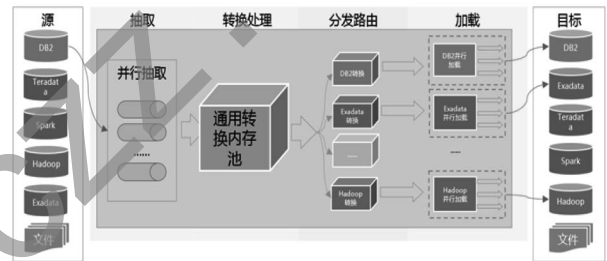 源
抽取
转换处理
分发路由
加载
目标
DB2
Teradat
a
Spark
Hadoop
Exadata
文件
并行抽取
......
通用转
换内存
池
DB2转换
Exadata
转换
......
Hadoop
转换
DB2并行
加载
Exadata
并行加载
......
Hadoop
并行加载
DB2
Exadata
Teradat
a
Spark
Hadoop
文件